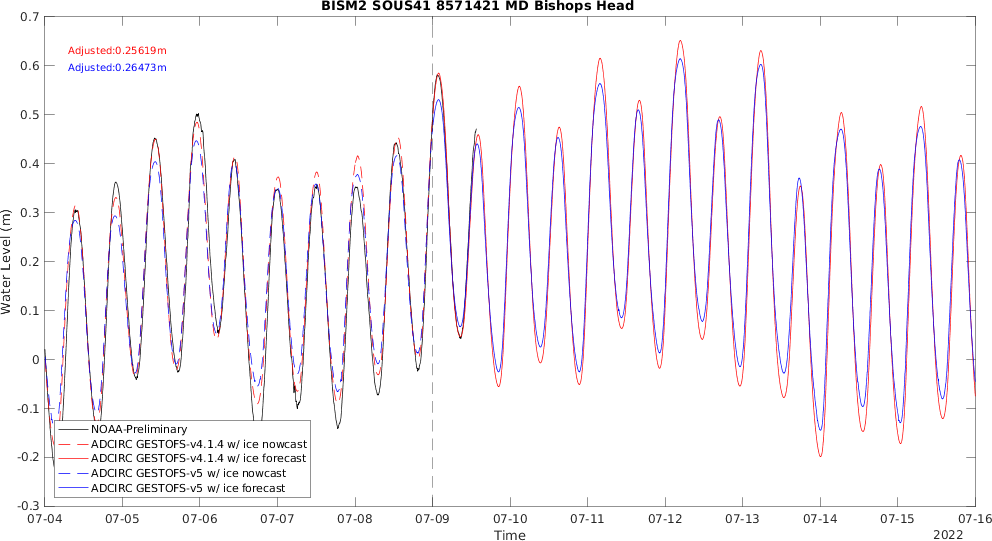 BISM2 SOUS41 8571421 MD Bishops Head
0.7
0.6
0.5
0.4
0.3
0.2
0.1
0
-0.1
-0.2
-0.3
Water Level (m)
Adjusted:0.25619m
Adjusted:0.26473m
NOAA-Preliminary
ADCIRC GESTOFS-v4.1.4 w/ ice nowcast
ADCIRC GESTOFS-v4.1.4 w/ ice forecast
ADCIRC GESTOFS-v5 w/ ice nowcast
ADCIRC GESTOFS-v5 w/ ice forecast
07-04 07-05 07-06 07-07 07-08 07-09 07-10 07-11 07-12 07-13 07-14 07-15 07-16
Time
2022